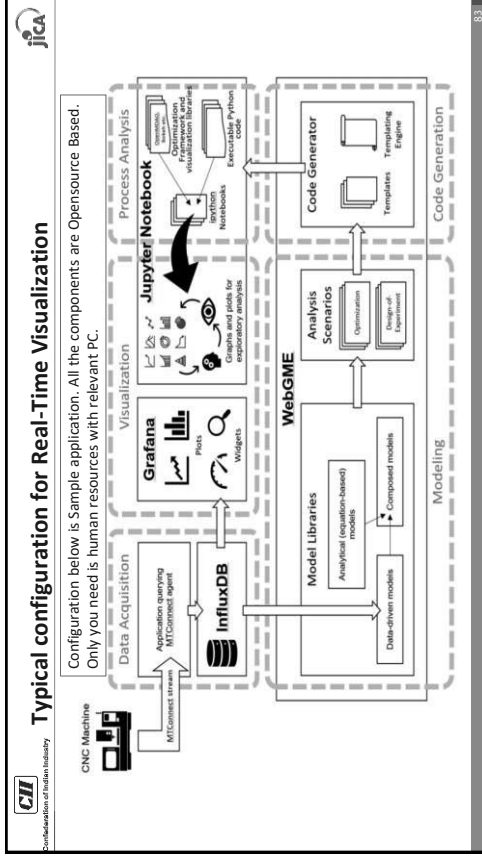 CII
Confederation of Indian Industry
Typical configuration for Real-Time Visualization
jica
Configuration below is Sample application. All the components are Opensource Based.
Only you need is human resources with relevant PC.
CNC Machine
MTConnect stream
Data Acquisition
Application querying
MTConnect agent
InfluxDB
Visualization
Grafana
Plots
Widgets
Jupyter Notebook
Graphs and plots for
exploratory analysis
Process Analysis
OpenMDAO,
Bokeh etc.
Optimization
Framework and
visualization libraries
ipython
Notebooks
Executable Python
code
WebGME
Model Libraries
Analytical (equation-based)
models
Data-driven models
Composed models
Analysis
Scenarios
Optimization
Design-of-
Experiment
Modeling
Code Generator
Templates
Templating
Engine
Code Generation
83